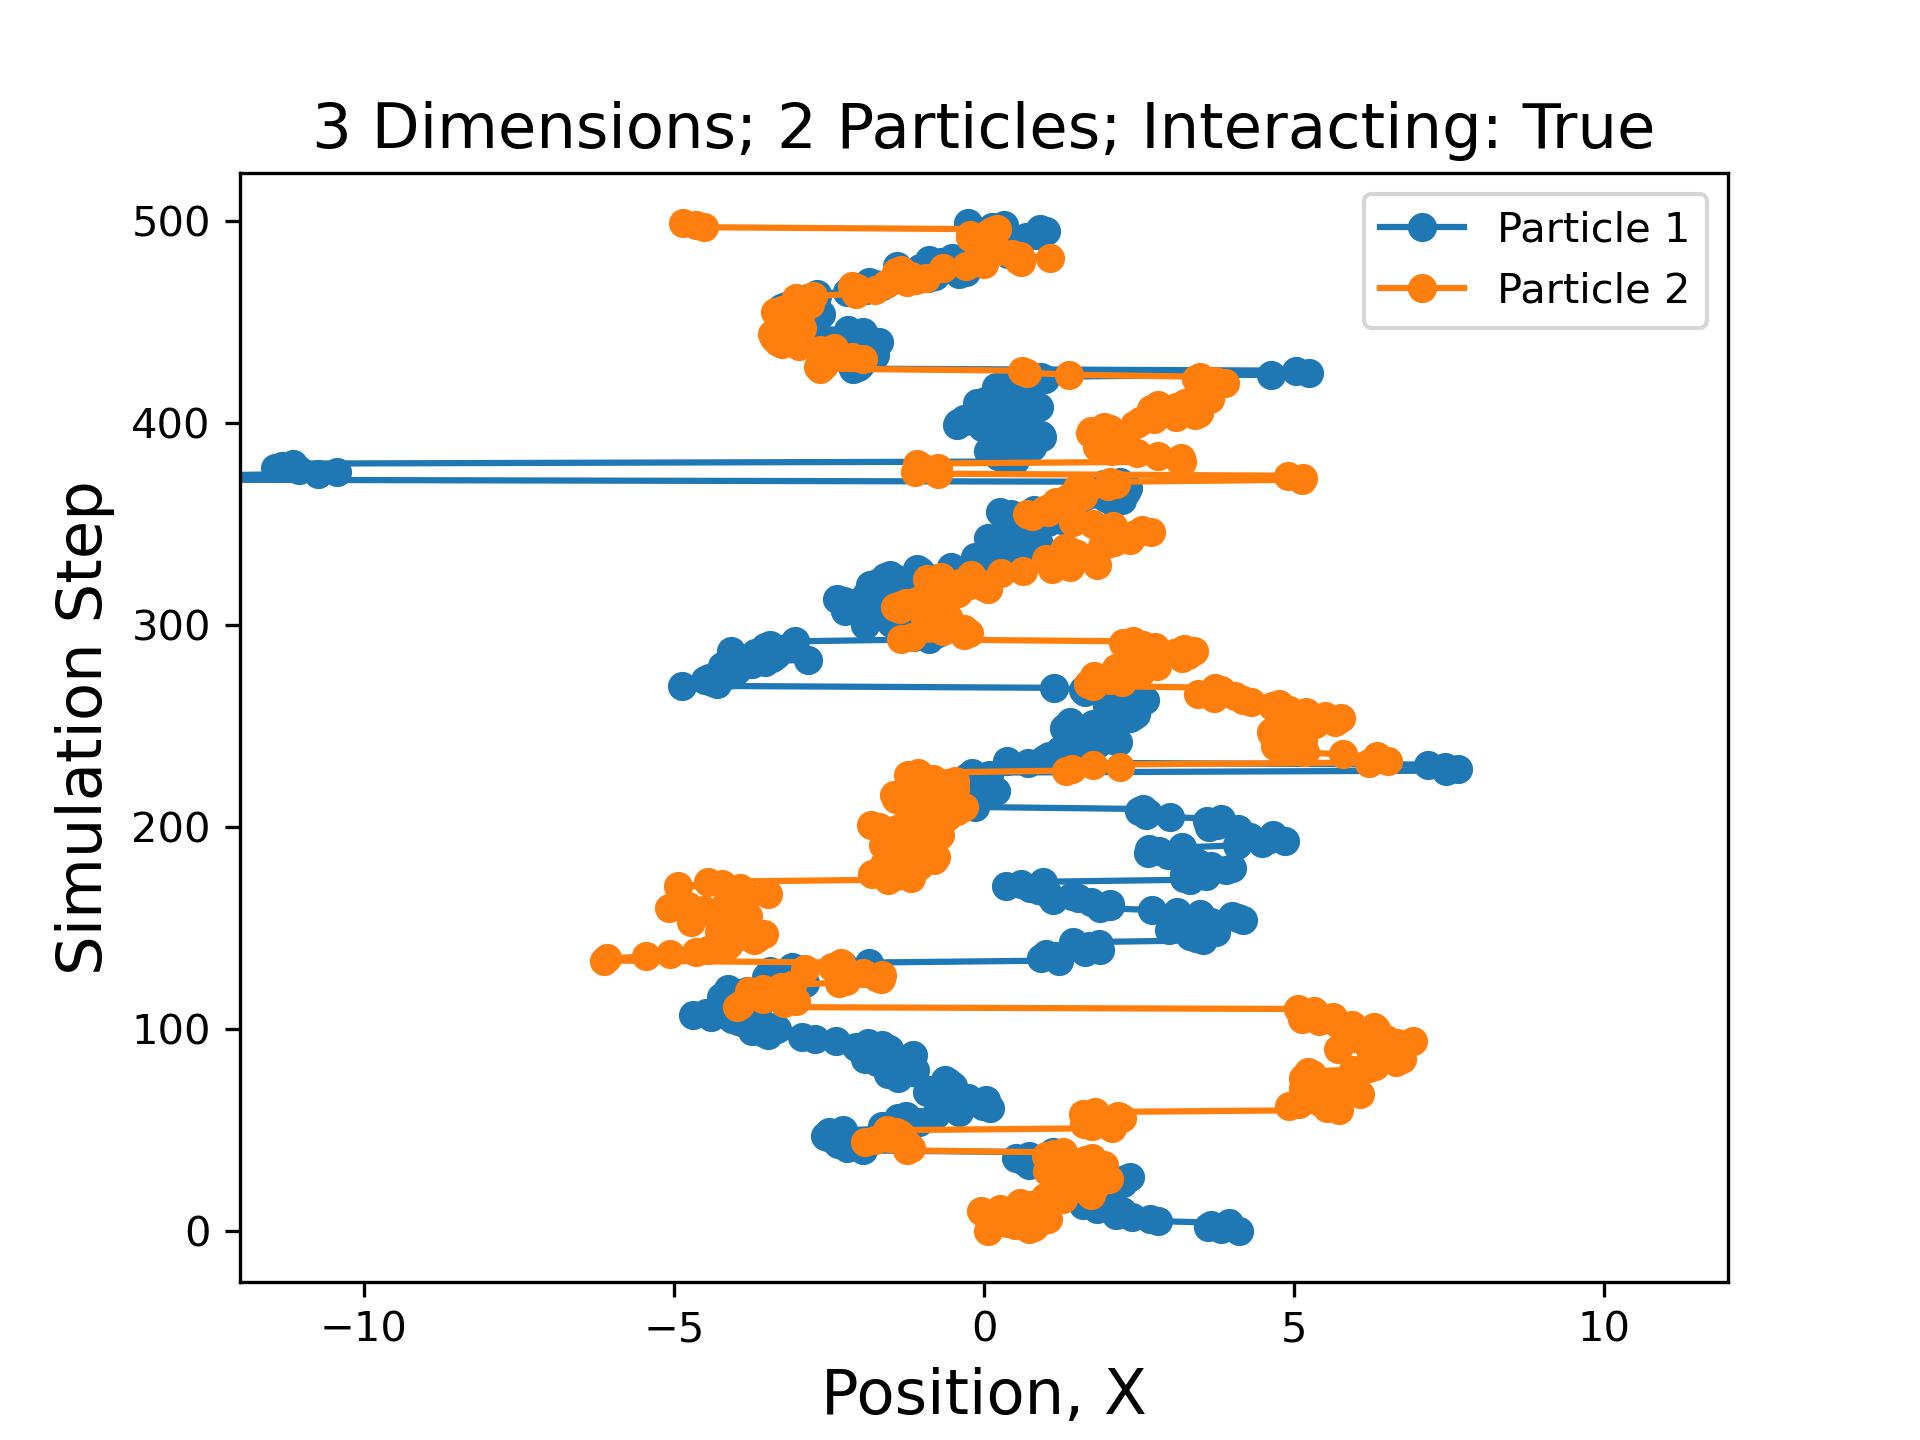 3 Dimensions; 2 Particles; Interacting: True
Particle 1
Particle 2
Simulation Step
500
400
300
200
100
0
−10
−5
0
5
10
Position, X